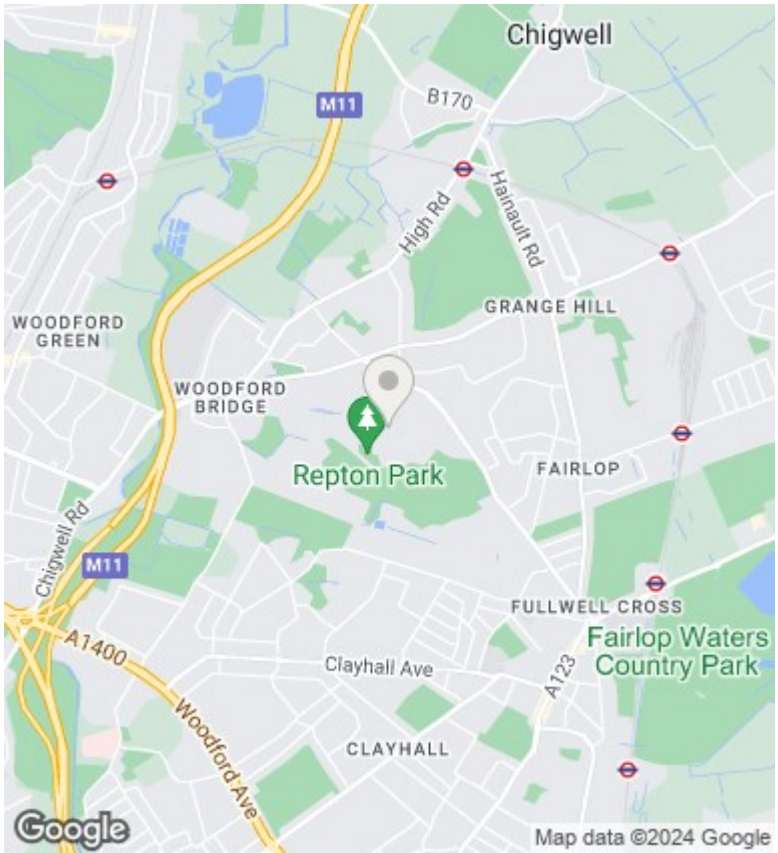 Chigwell
M11
B170
High Rd
Hainault Rd
GRANGE HILL
WOODFORD
GREEN
WOODFORD
BRIDGE
Repton Park
FAIRLOP
Chigwell Rd
M11
FULLWELL CROSS
Fairlop Waters
Country Park
A1400
Clayhall Ave
A123
Woodford Ave
CLAYHALL
Google
Map data ©2024 Google